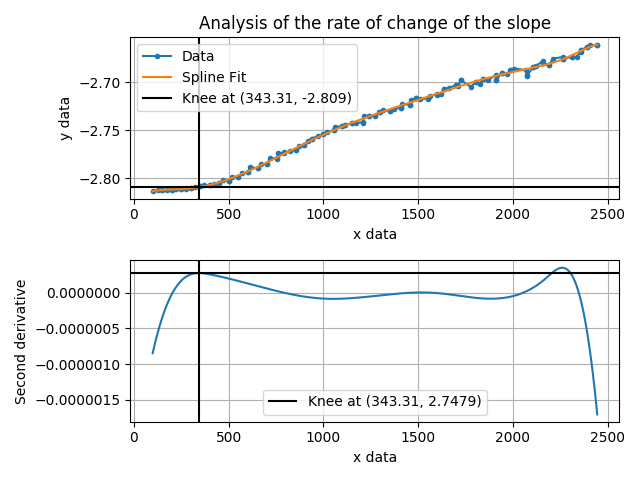 Analysis of the rate of change of the slope
Data
Spline Fit
Knee at (343.31, -2.809)
y data
−2.70
−2.75
−2.80
0
500
1000
1500
2000
2500
x data
Second derivative
0.0000000
−0.0000005
−0.0000010
−0.0000015
Knee at (343.31, 2.7479)
0
500
1000
1500
2000
2500
x data